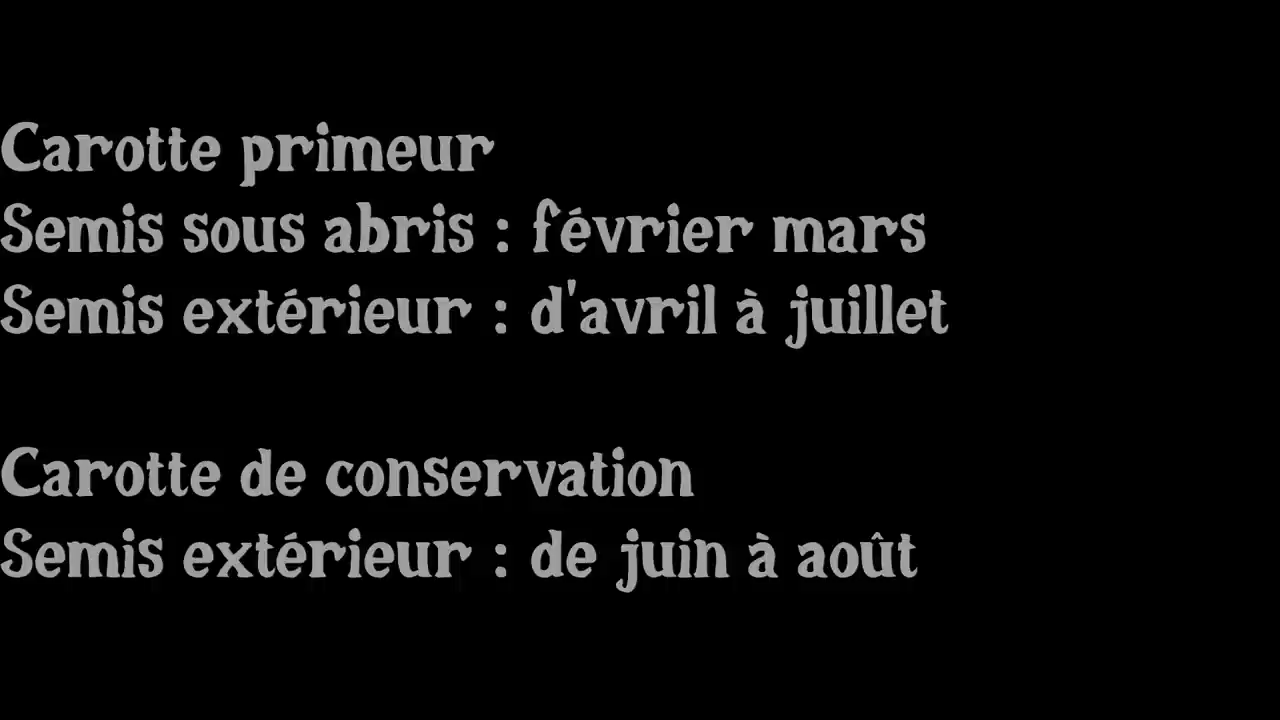 Carotte primeur
Semis sous abris : février mars
Semis extérieur : d'avril à juillet
Carotte de conservation
Semis extérieur : de juin à août